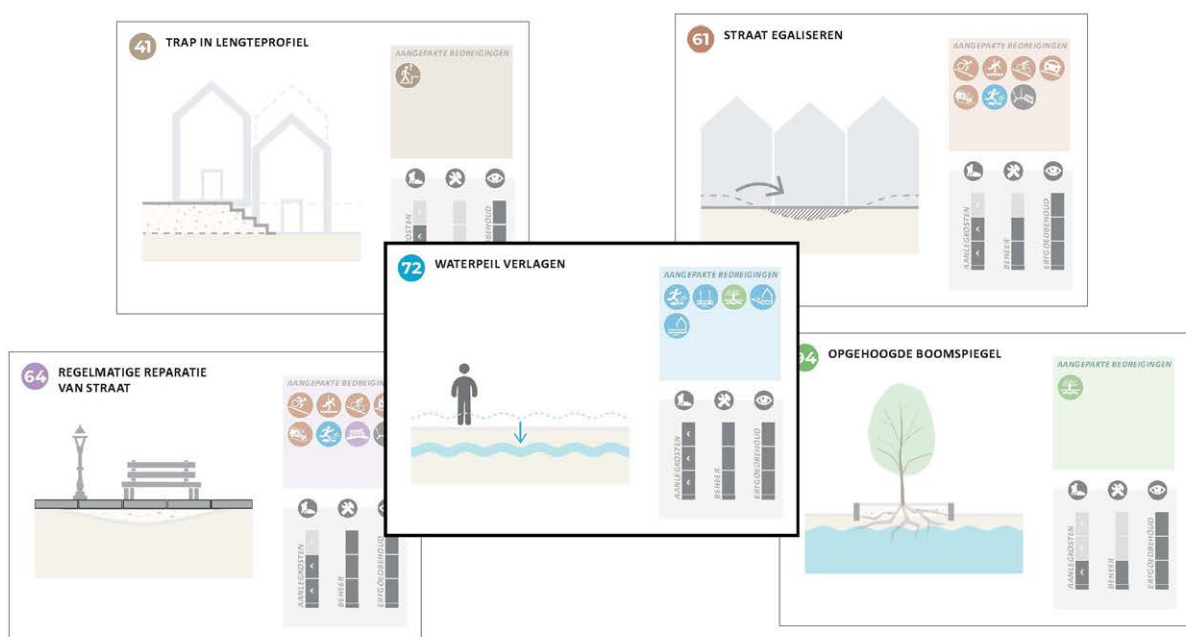 41 TRAP IN LENGTEPROFIEL
AANGEPAKTE BEDREIGINGEN
61 STRAAT EGALISEREN
AANGEPAKTE BEDREIGINGEN
AANLEGKOSTEN
€
€
BEHEER
ERFGOEDBEHOUD
72 WATERPEIL VERLAGEN
AANGEPAKTE BEDREIGINGEN
AANLEGKOSTEN
€
€
€
BEHEER
ERFGOEDBEHOUD
64 REGELMATIGE REPARATIE
VAN STRAAT
AANGEPAKTE BEDREIGINGEN
AANLEGKOSTEN
€
€
BEHEER
ERFGOEDBEHOUD
OPGEHOOGDE BOOMSPIEGEL
AANGEPAKTE BEDREIGINGEN
AANLEGKOSTEN
€
BEHEER
ERFGOEDBEHOUD